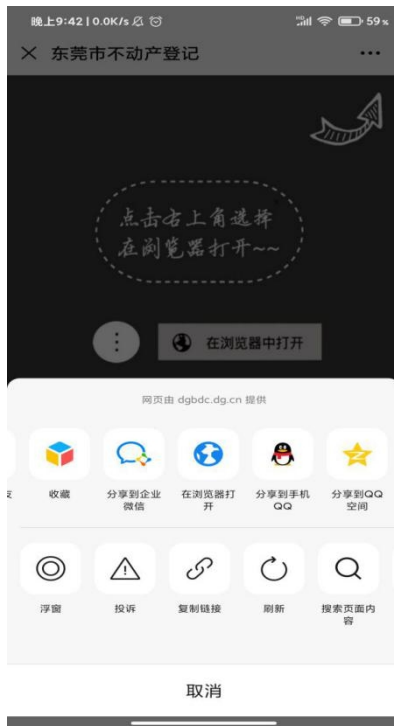 晚上9:42 | 0.0K/s
59%
东莞市不动产登记
点击右上角选择
在浏览器打开~~
在浏览器中打开
网页由 dgbdc.dg.cn 提供
友
收藏
分享到企业
微信
在浏览器打
开
分享到手机
QQ
分享到QQ
空间
浮窗
投诉
复制链接
刷新
搜索页面内
容
取消